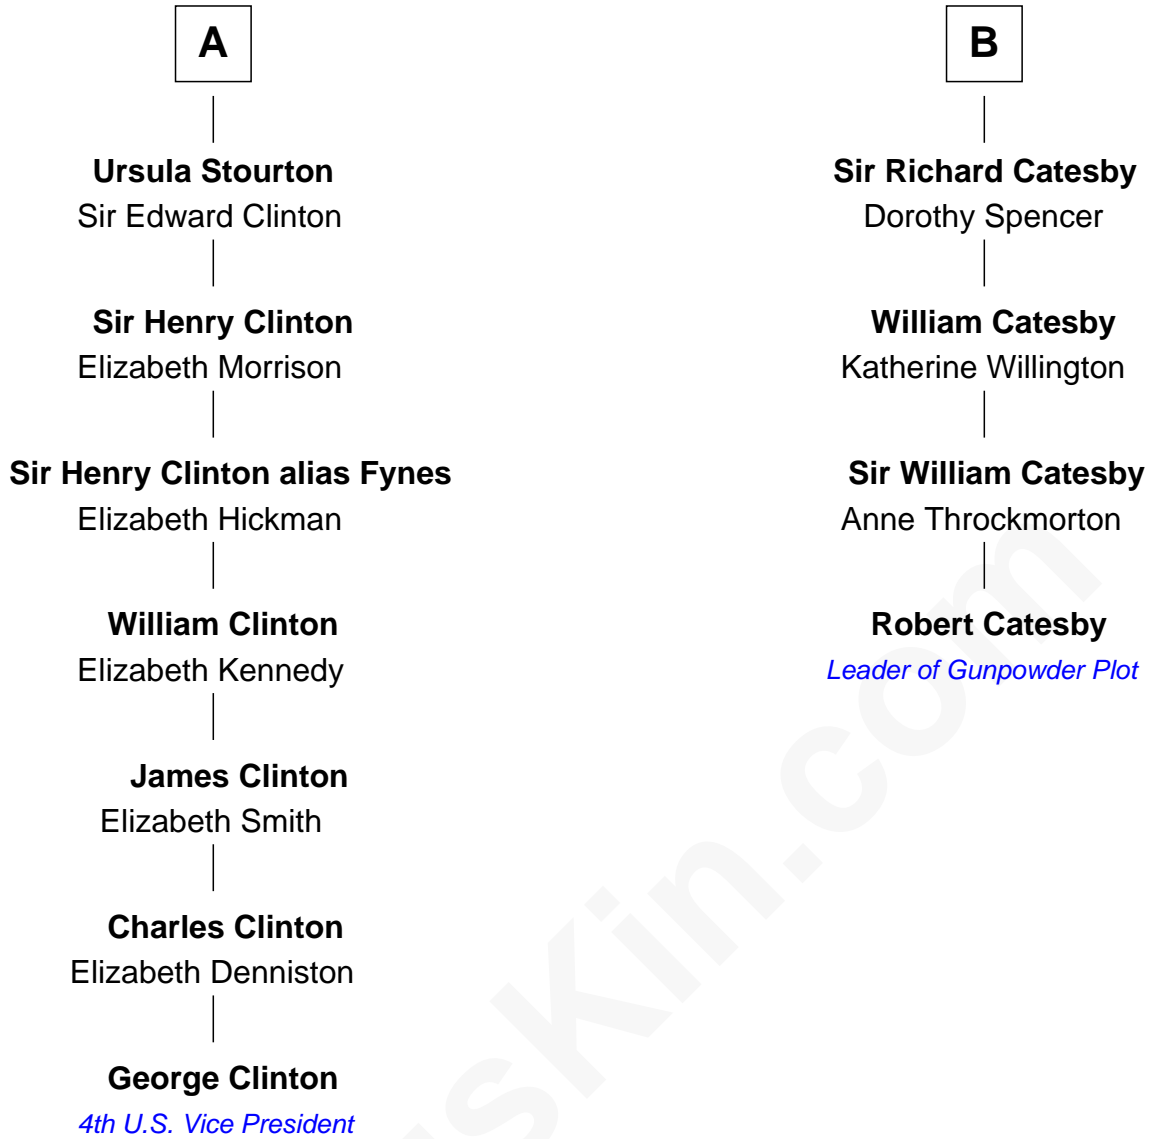 A
Ursula Stourton
Sir Edward Clinton
Sir Henry Clinton
Elizabeth Morrison
Sir Henry Clinton alias Fynes
Elizabeth Hickman
William Clinton
Elizabeth Kennedy
James Clinton
Elizabeth Smith
Charles Clinton
Elizabeth Denniston
George Clinton
4th U.S. Vice President
B
Sir Richard Catesby
Dorothy Spencer
William Catesby
Katherine Willington
Sir William Catesby
Anne Throckmorton
Robert Catesby
Leader of Gunpowder Plot